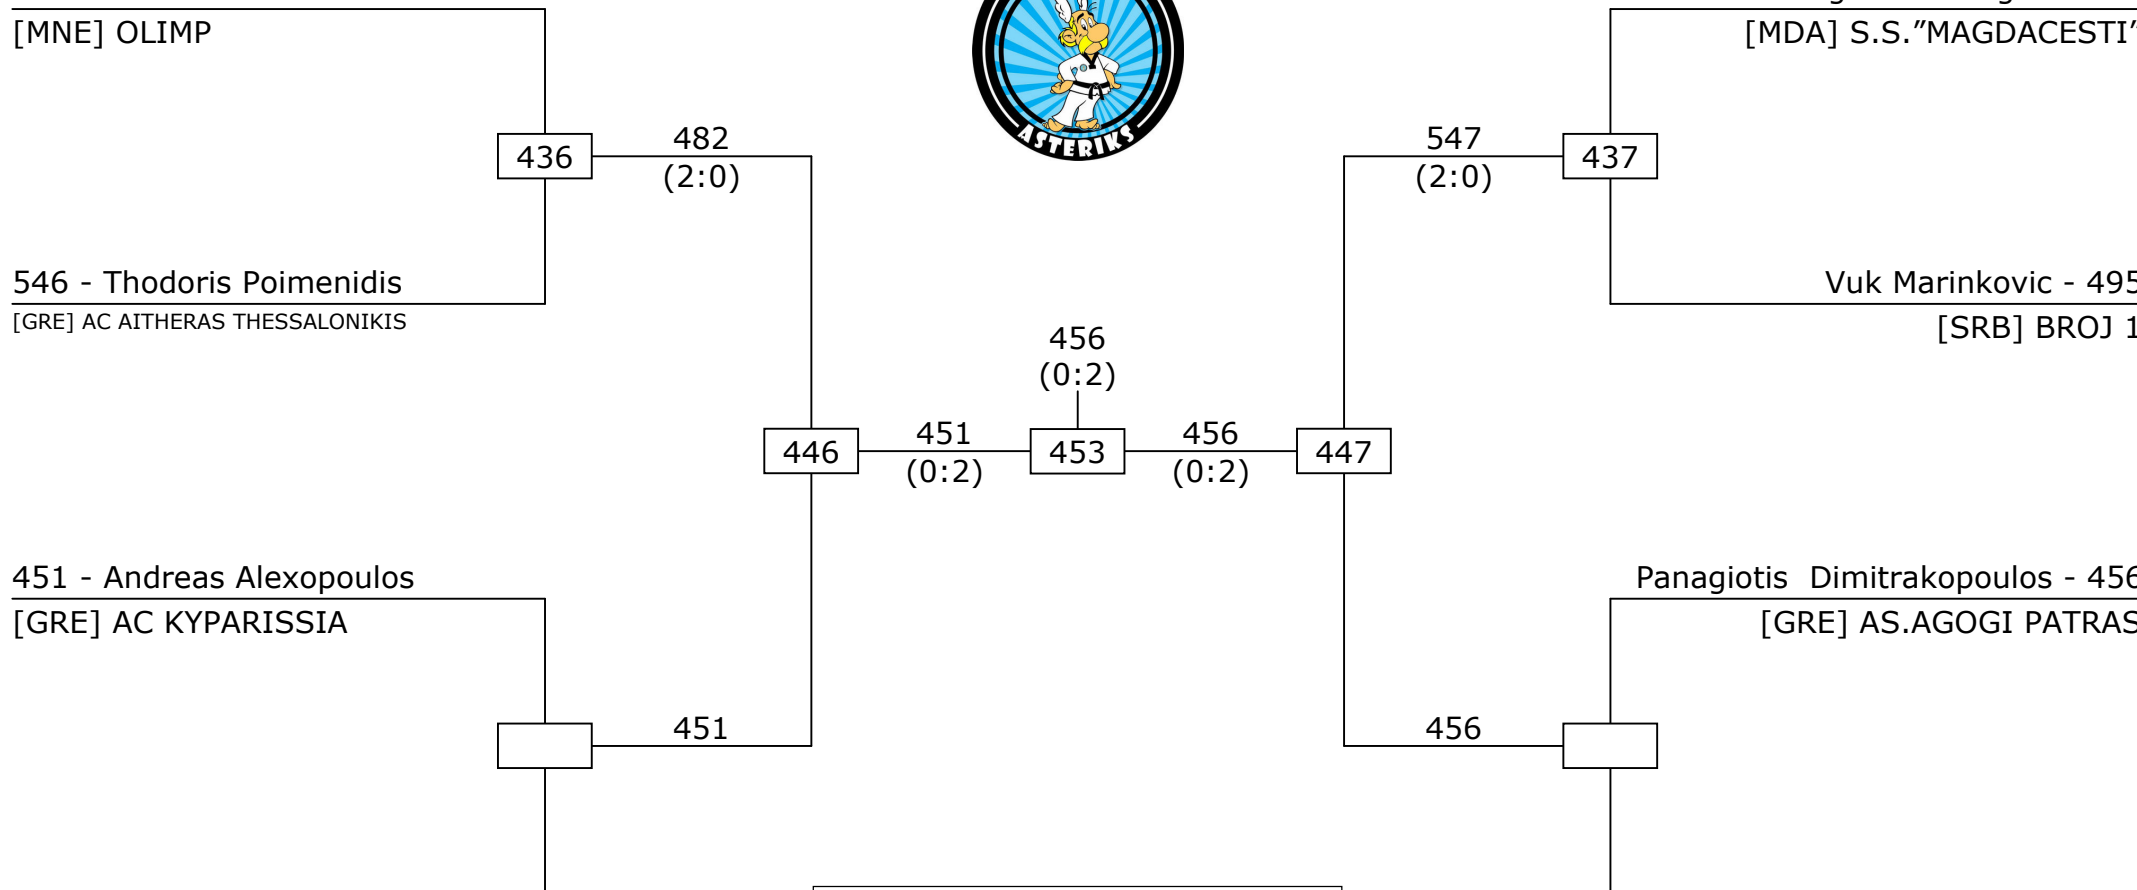 [MNE] OLIMP
[MDA] S.S."MAGDACESTI"
ASTERIKS
482
547
436
437
(2:0)
(2:0)
546 - Thodoris Poimenidis
Vuk Marinkovic - 495
[GRE] AC AITHERAS THESSALONIKIS
[SRB] BROJ 1
456
(0:2)
451
456
446
453
447
(0:2)
(0:2)
451 - Andreas Alexopoulos
Panagiotis  Dimitrakopoulos - 456
[GRE] AC KYPARISSIA
[GRE] AS.AGOGI PATRAS
451
456